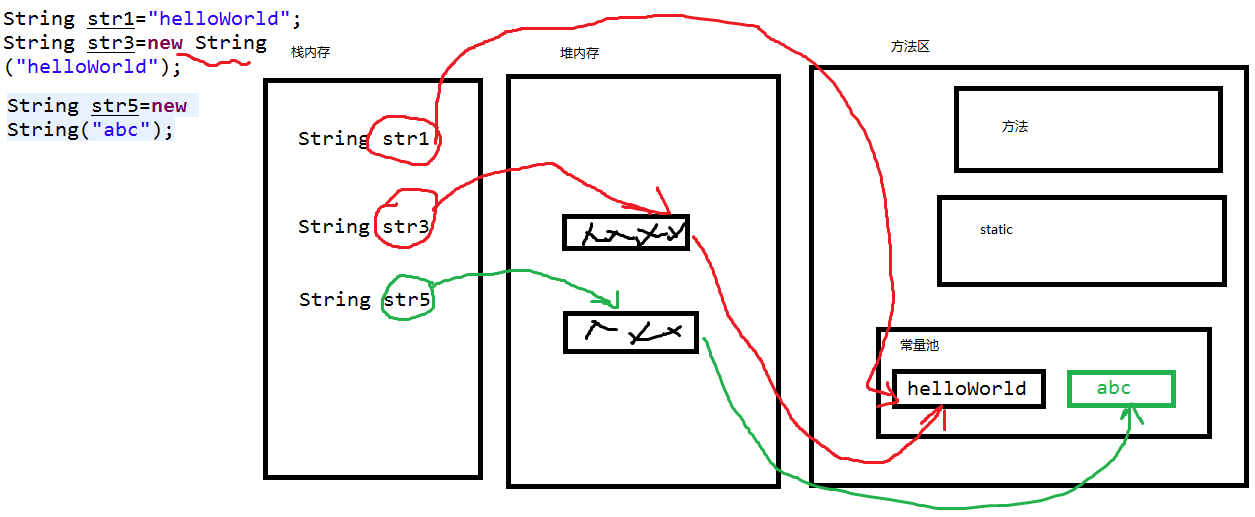 String str1="helloWorld";
String str3=new String
("helloWorld");
String str5=new
String("abc");
栈内存
String str1
String str3
String str5
堆内存
方法区
方法
static
常量池
helloWorld
abc